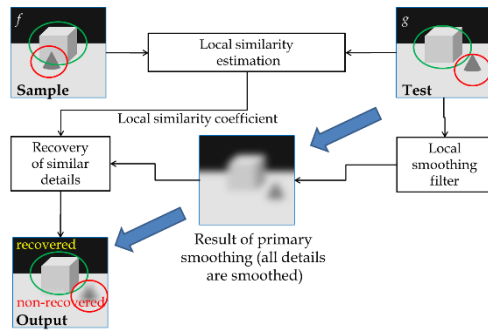 f
Sample
Local similarity
estimation
g
Test
Local similarity coefficient
Recovery
of similar
details
Local
smoothing
filter
Result of primary
smoothing (all details
are smoothed)
recovered
non-recovered
Output